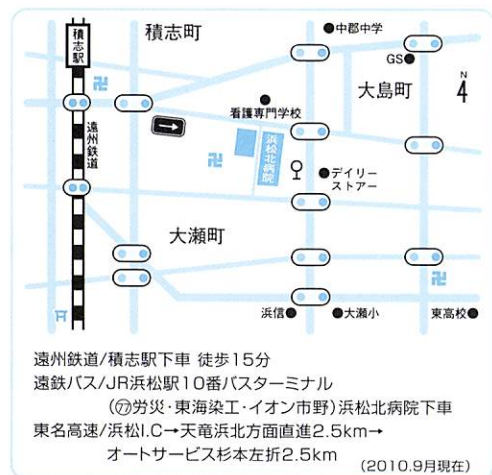 積志町
中郡中学
積志駅
GS
大島町
N
看護専門学校
遠州鉄道
浜松北病院
デイリー
ストアー
大瀬町
浜信
大瀬小
東高校
遠州鉄道/積志駅下車 徒歩15分
遠鉄バス/JR浜松駅10番バスターミナル
(㊆労災・東海染工・イオン市野)浜松北病院下車
東名高速/浜松I.C→天竜浜北方面直進2.5km→
オートサービス杉本左折2.5km
(2010.9月現在)